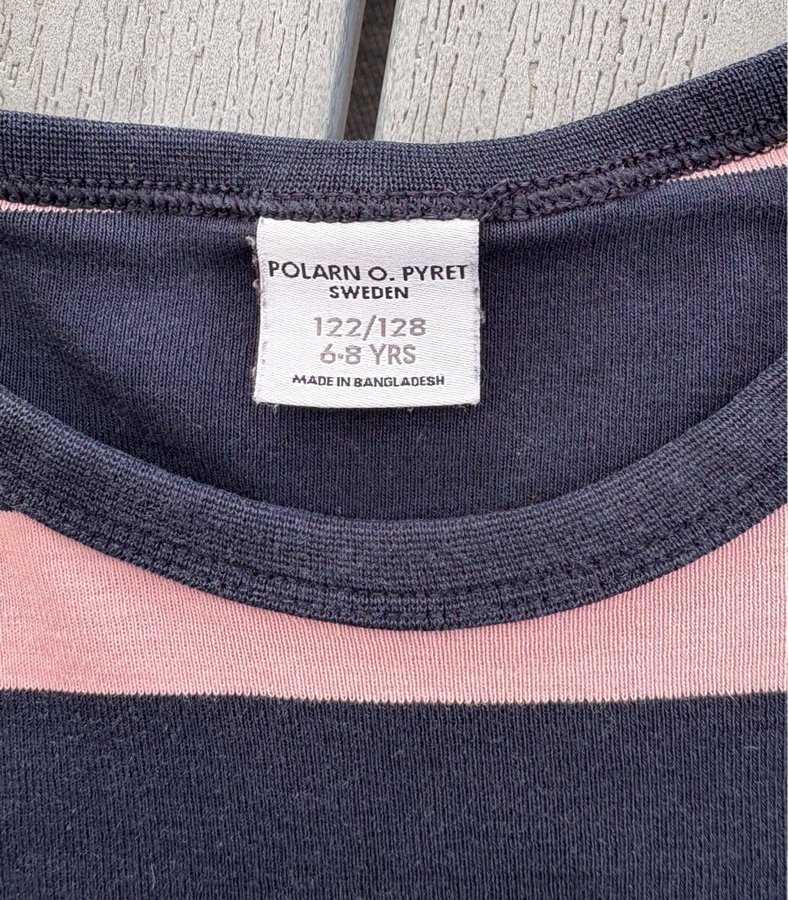 POLARN O. PYRET
SWEDEN
122/128
6-8 YRS
MADE IN BANGLADESH